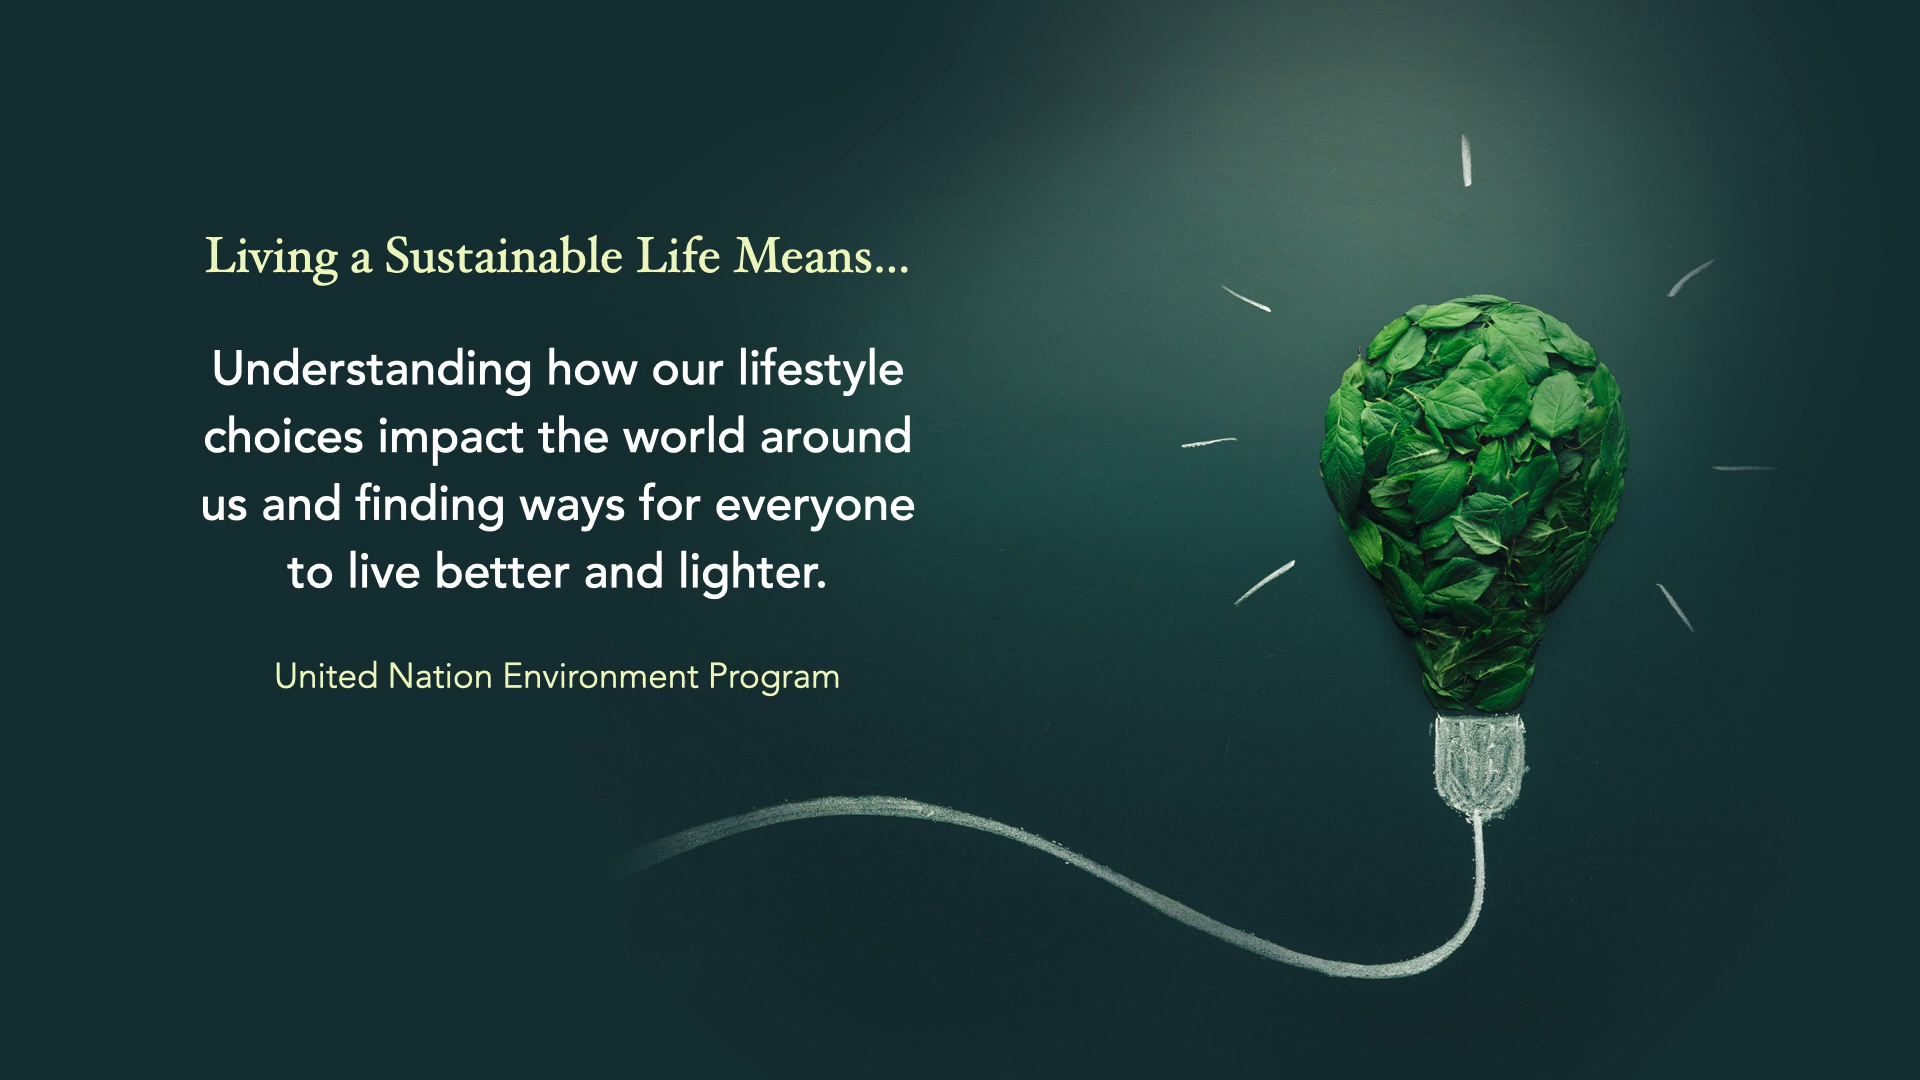 Living a Sustainable Life Means...
Understanding how our lifestyle
choices impact the world around
us and finding ways for everyone
to live better and lighter.
United Nation Environment Program